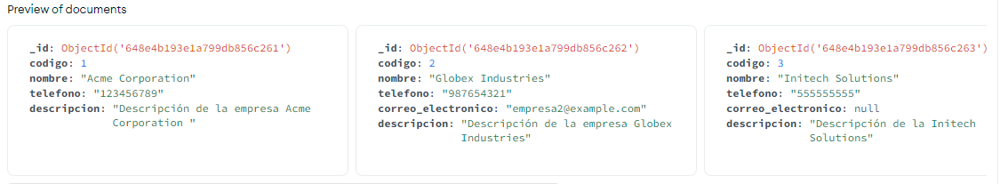 Preview of documents
_id: ObjectId('648e4b193e1a799db856c261')
codigo: 1
nombre: "Acme Corporation"
telefono: "123456789"
descripcion: "Descripción de la empresa Acme
Corporation "
_id: ObjectId('648e4b193e1a799db856c262')
codigo: 2
nombre: "Globex Industries"
telefono: "987654321"
correo_electronico: "empresa2@example.com"
descripcion: "Descripción de la empresa Globex
Industries"
_id: ObjectId('648e4b193e1a799db856c263')
codigo: 3
nombre: "Initech Solutions"
telefono: "555555555"
correo_electronico: null
descripcion: "Descripción de la Initech
Solutions"